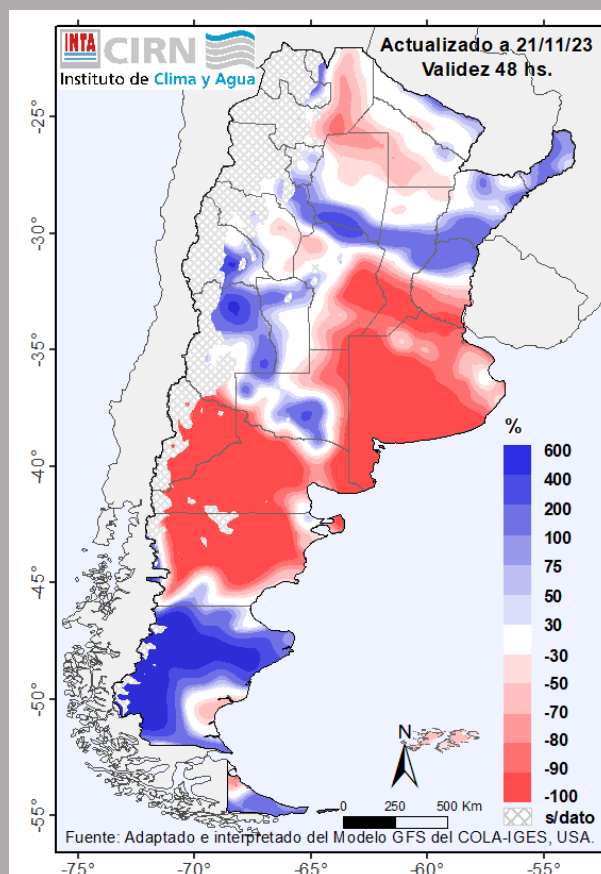 INTA CIRN
Instituto de Clima y Agua
Actualizado a 21/11/23
Validez 48 hs.
-25°
-30°
-35°
-40°
-45°
-50°
-55°
%
600
400
200
100
75
50
30
-30
-50
-70
-80
-90
-100
s/dato
N
0 250 500 Km
Fuente: Adaptado e interpretado del Modelo GFS del COLA-IGES, USA.
-75° -70° -65° -60° -55°